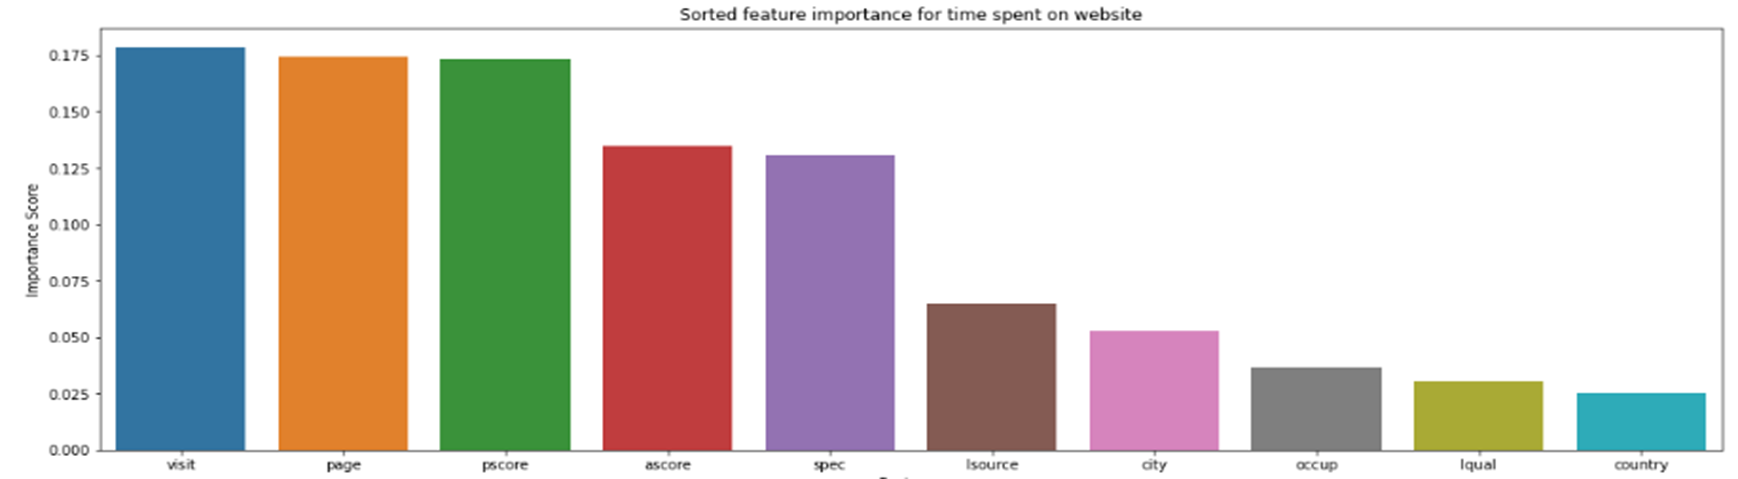 Sorted feature importance for time spent on website
Importance Score
0.175
0.150
0.125
0.100
0.075
0.050
0.025
0.000
visit page pscore ascore spec lsource city occup lqual country